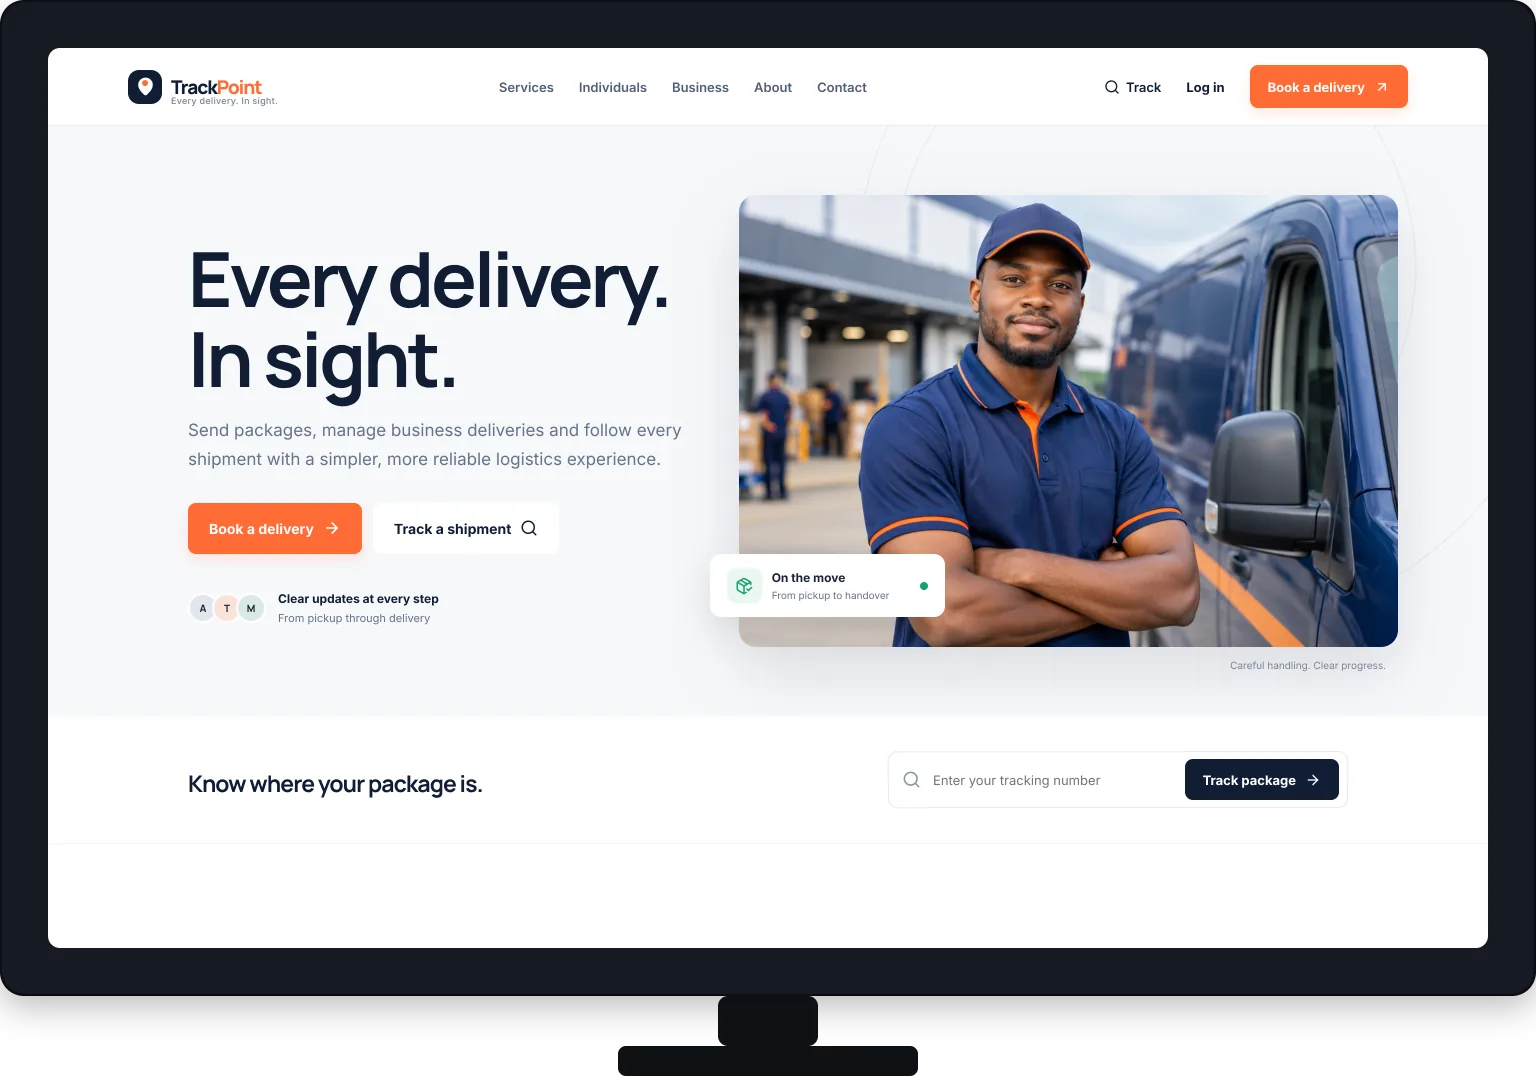 TrackPoint
Every delivery. In sight.
Services
Individuals
Business
About
Contact
Track
Log in
Book a delivery
Every delivery.
In sight.
Send packages, manage business deliveries and follow every
shipment with a simpler, more reliable logistics experience.
Book a delivery
Track a shipment
A T M
Clear updates at every step
From pickup through delivery
On the move
From pickup to handover
Careful handling. Clear progress.
Know where your package is.
Enter your tracking number
Track package